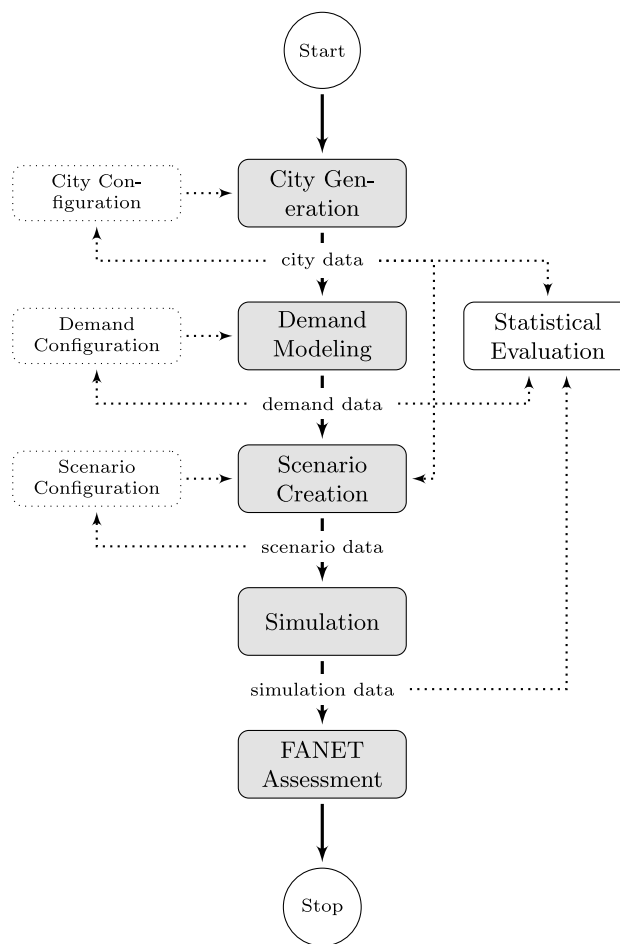 Start
City Con-
figuration
City Gen-
eration
city data
Demand
Configuration
Demand
Modeling
Statistical
Evaluation
demand data
Scenario
Configuration
Scenario
Creation
scenario data
Simulation
simulation data
FANET
Assessment
Stop